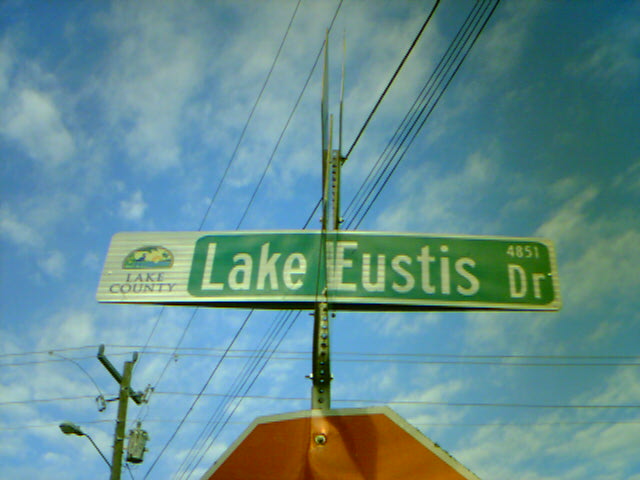 LAKE
COUNTY
Lake Eustis Dr
4851